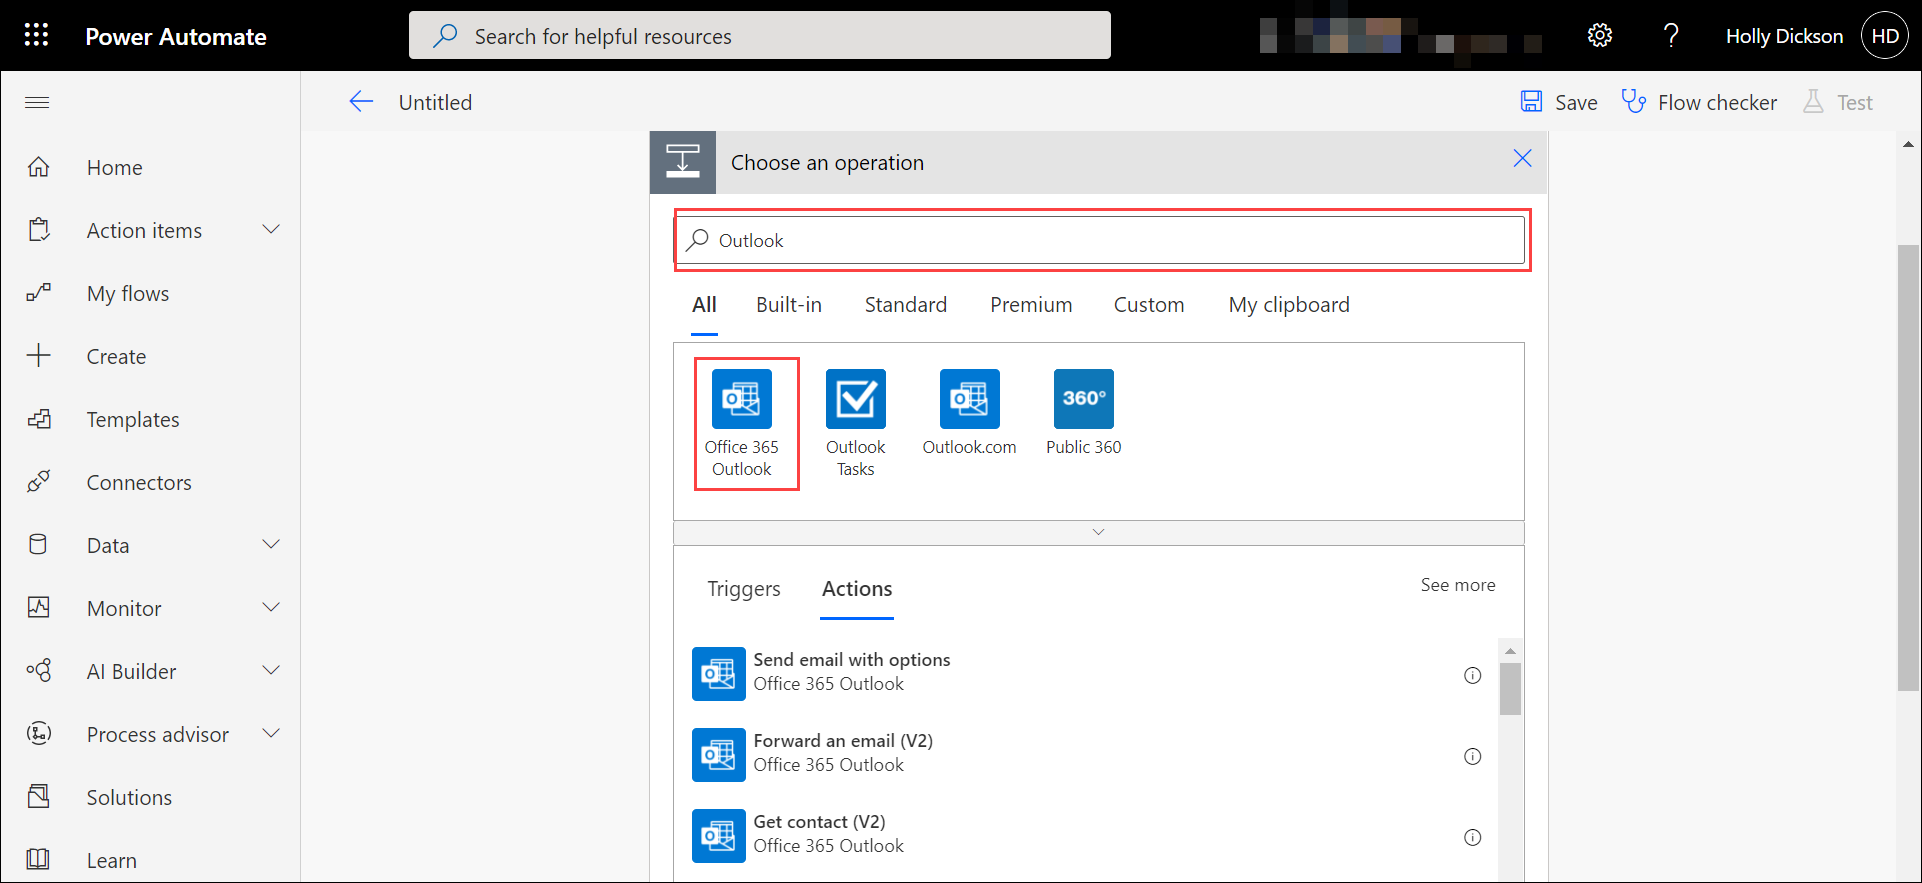 Power Automate
Search for helpful resources
Holly Dickson
HD
Untitled
Save
Flow checker
Test
Home
Action items
My flows
Create
Templates
Connectors
Data
Monitor
AI Builder
Process advisor
Solutions
Learn
Choose an operation
Outlook
All
Built-in
Standard
Premium
Custom
My clipboard
Office 365
Outlook
Outlook
Tasks
Outlook.com
360°
Public 360
Triggers
Actions
See more
Send email with options
Office 365 Outlook
Forward an email (V2)
Office 365 Outlook
Get contact (V2)
Office 365 Outlook